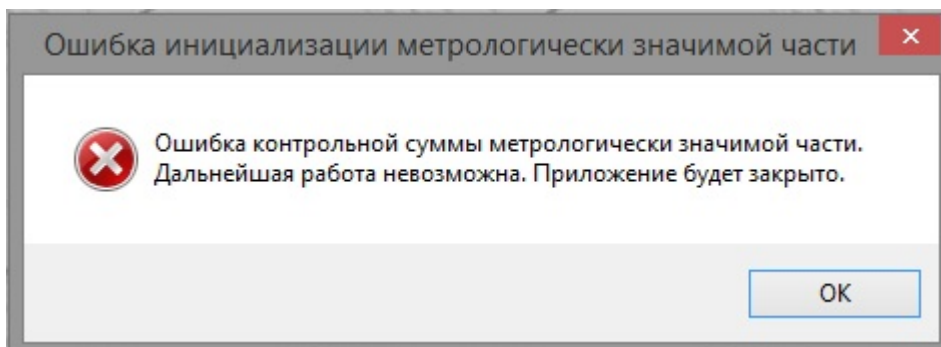 Ошибка инициализации метрологически значимой части
Ошибка контрольной суммы метрологически значимой части.
Дальнейшая работа невозможна. Приложение будет закрыто.
OK